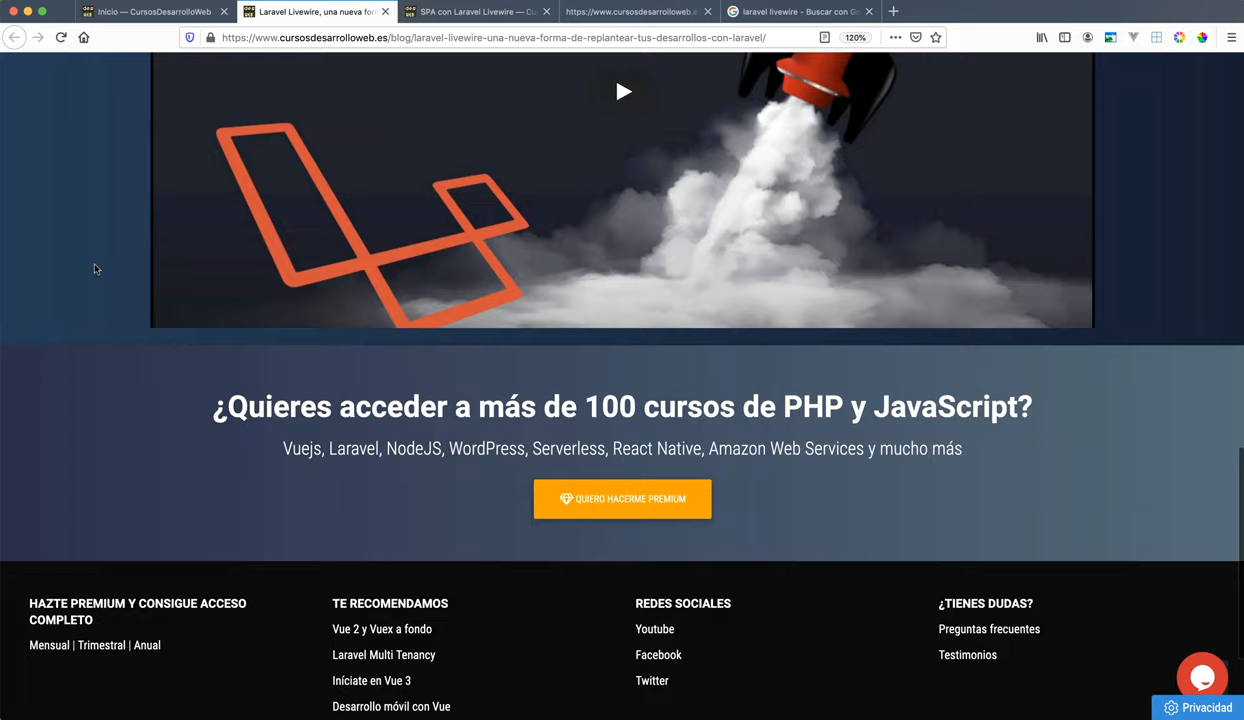 Inicio — CursosDesarrolloWeb
Laravel Livewire, una nueva for
SPA con Laravel Livewire — Cu
https://www.cursosdesarrolloweb.e
laravel livewire - Buscar con Go
https://www.cursosdesarrolloweb.es/blog/laravel-livewire-una-nueva-forma-de-replantear-tus-desarrollos-con-laravel/
120%
¿Quieres acceder a más de 100 cursos de PHP y JavaScript?
Vuejs, Laravel, NodeJS, WordPress, Serverless, React Native, Amazon Web Services y mucho más
QUIERO HACERME PREMIUM
HAZTE PREMIUM Y CONSIGUE ACCESO
COMPLETO
Mensual | Trimestral | Anual
TE RECOMENDAMOS
Vue 2 y Vuex a fondo
Laravel Multi Tenancy
Iníciate en Vue 3
Desarrollo móvil con Vue
REDES SOCIALES
Youtube
Facebook
Twitter
¿TIENES DUDAS?
Preguntas frecuentes
Testimonios
Privacidad